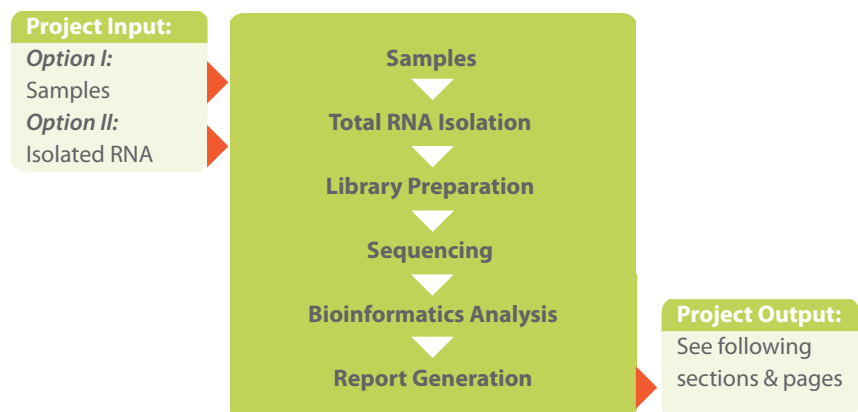 Project Input:
Option I:
Samples
Option II:
Isolated RNA
Samples
Total RNA Isolation
Library Preparation
Sequencing
Bioinformatics Analysis
Report Generation
Project Output:
See following
sections & pages